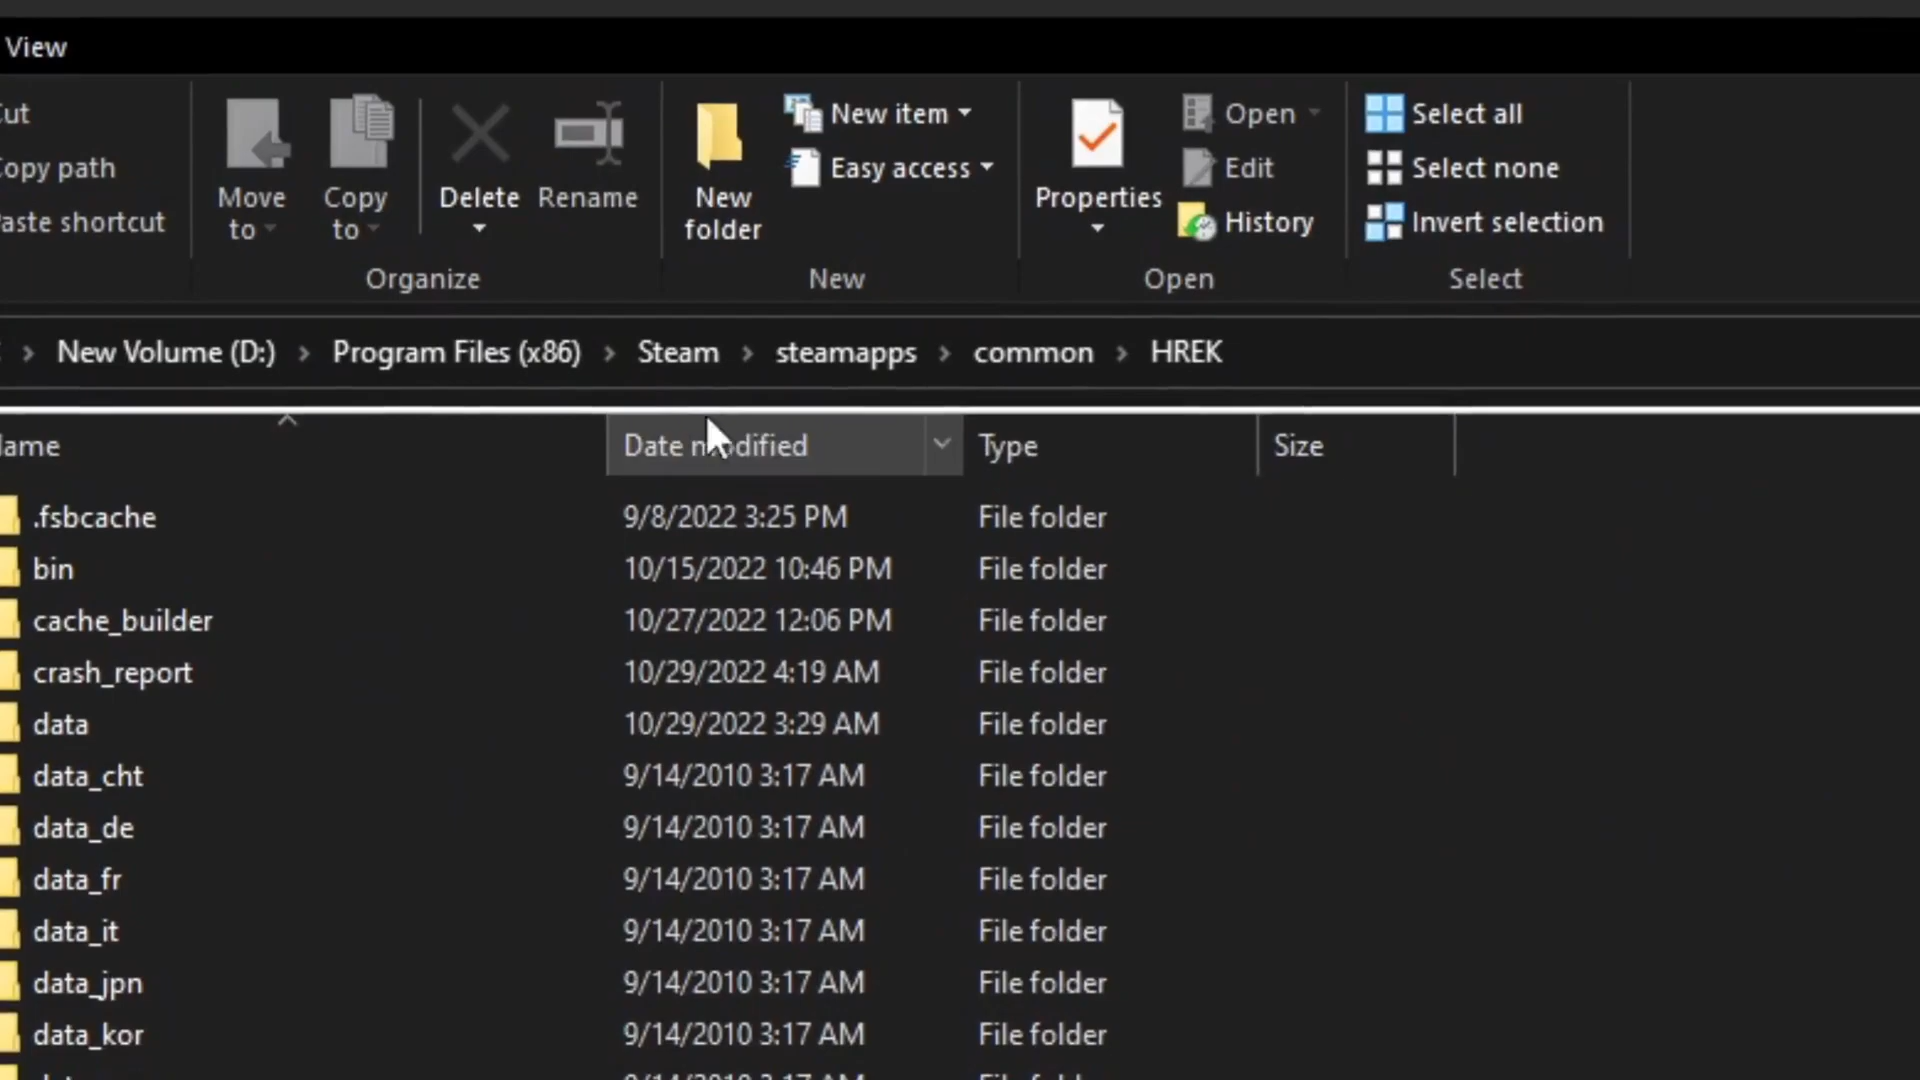 View
Cut
Copy path
Paste shortcut
Move to
Copy to
Delete
Rename
New folder
New item
Easy access
Properties
Open
Edit
History
Select all
Select none
Invert selection
Organize
New
Open
Select
New Volume (D:) > Program Files (x86) > Steam > steamapps > common > HREK
Name Date modified Type Size
.fsbcache 9/8/2022 3:25 PM File folder
bin 10/15/2022 10:46 PM File folder
cache_builder 10/27/2022 12:06 PM File folder
crash_report 10/29/2022 4:19 AM File folder
data 10/29/2022 3:29 AM File folder
data_cht 9/14/2010 3:17 AM File folder
data_de 9/14/2010 3:17 AM File folder
data_fr 9/14/2010 3:17 AM File folder
data_it 9/14/2010 3:17 AM File folder
data_jpn 9/14/2010 3:17 AM File folder
data_kor 9/14/2010 3:17 AM File folder